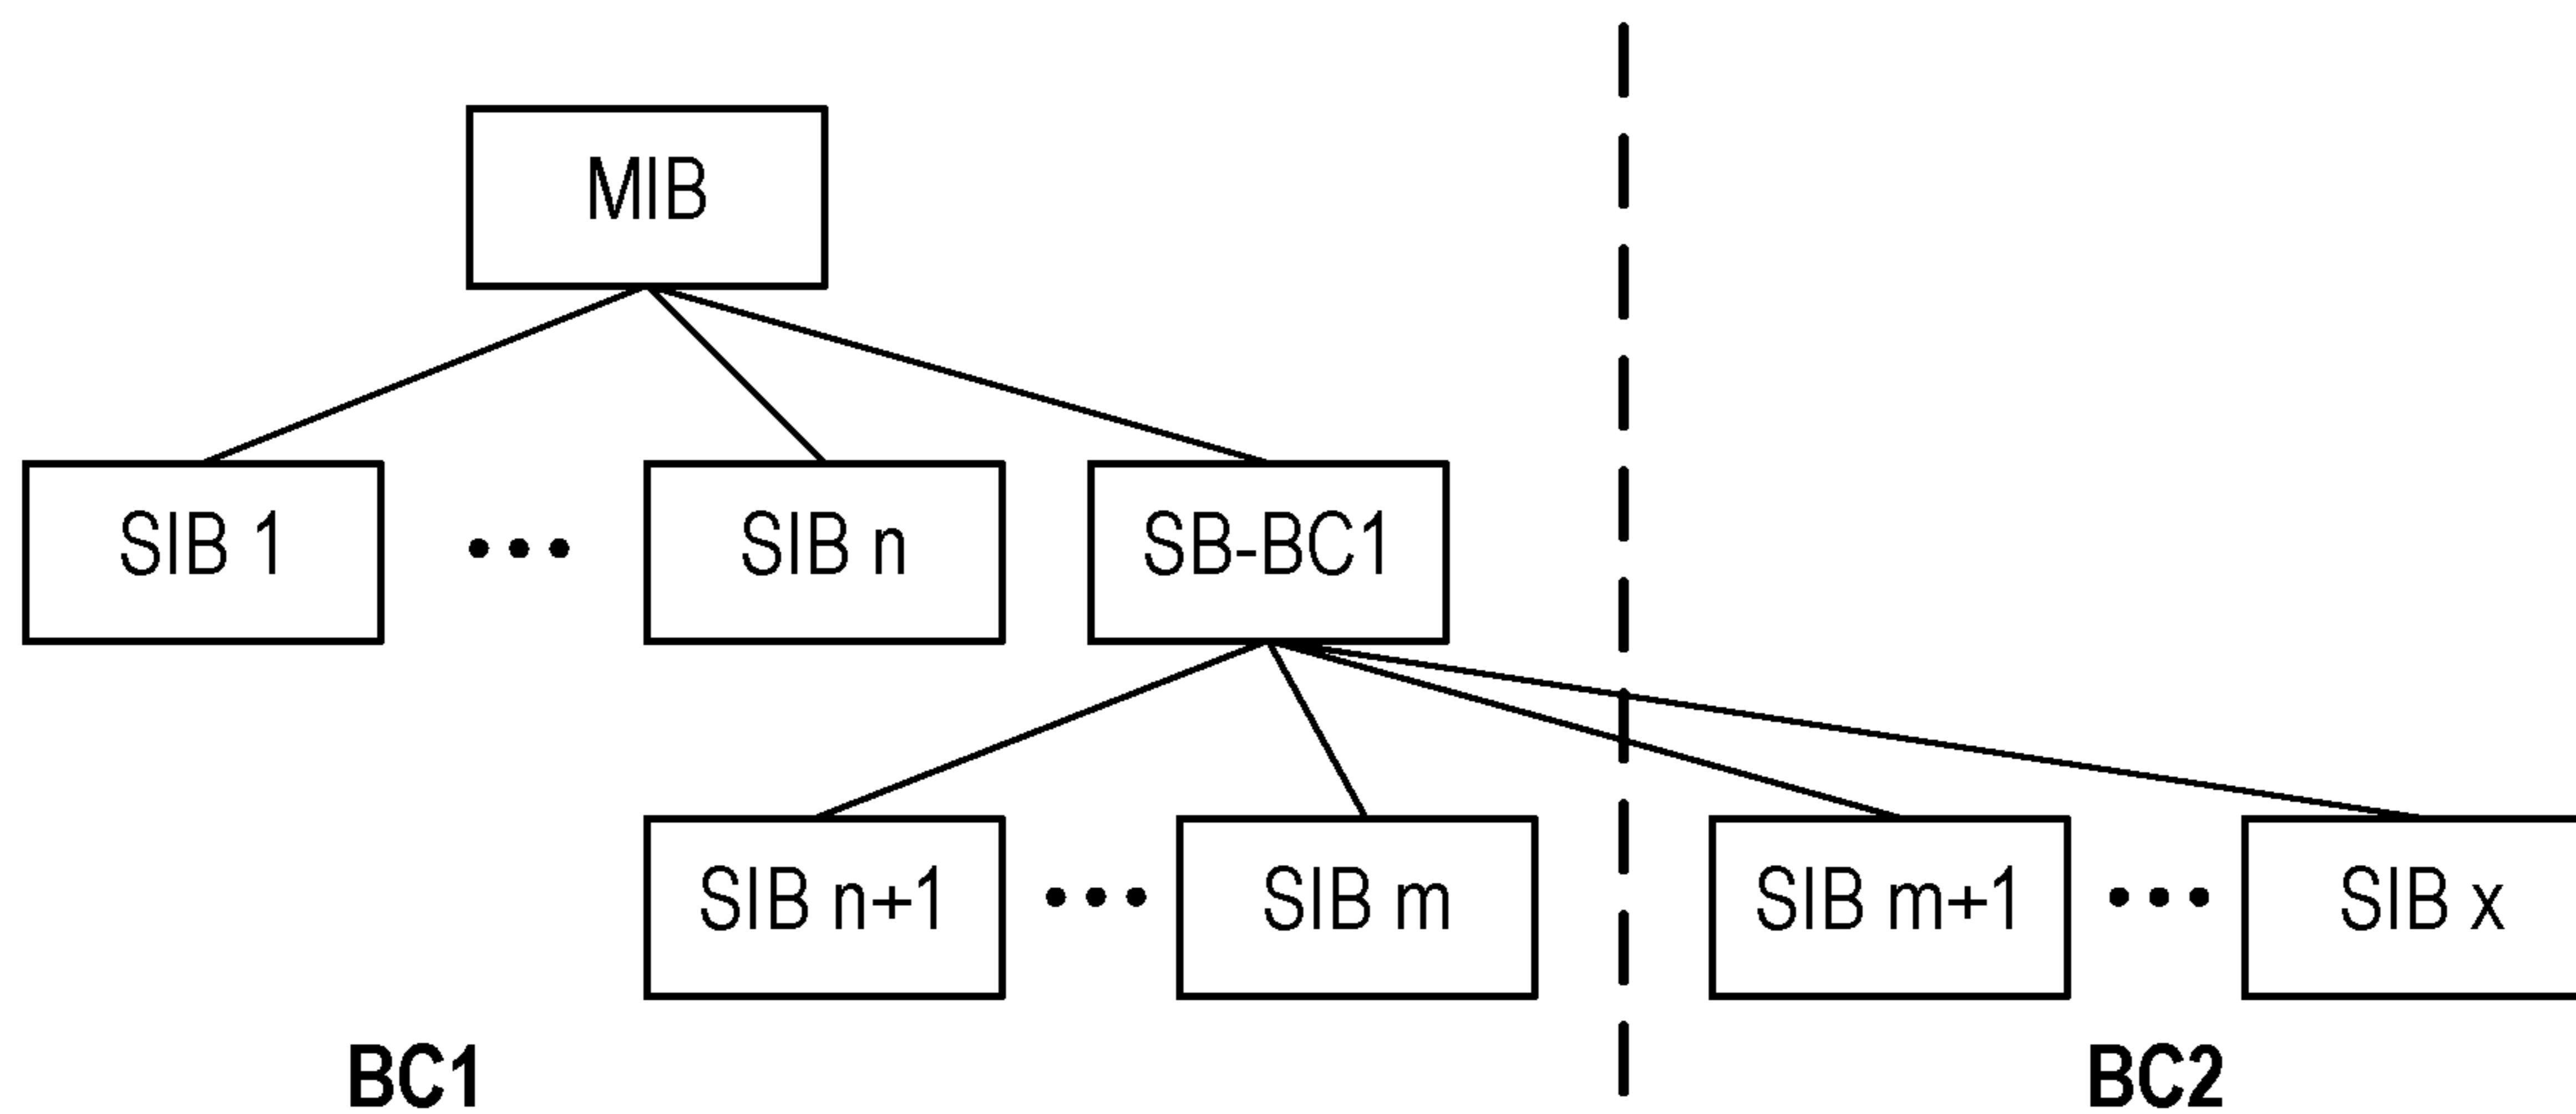 MIB
SIB 1 ••• SIB n SB-BC1
SIB n+1 ••• SIB m SIB m+1 ••• SIB x
BC1 BC2